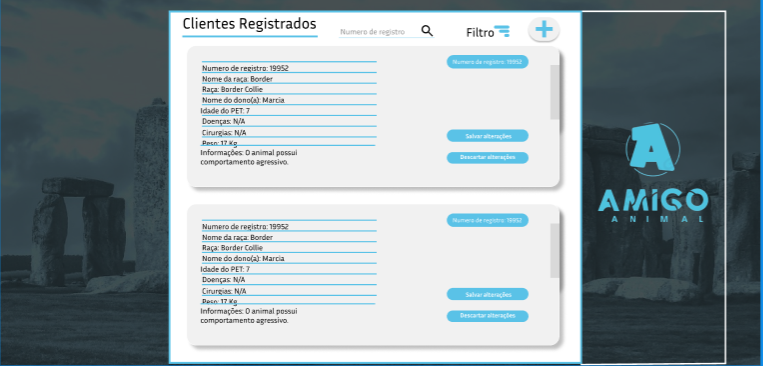 Clientes Registrados
Numero de registro
Filtro
Numero de registro: 19952
Numero de registro: 19952
Nome da raça: Border
Raça: Border Collie
Nome do dono(a): Marcia
Idade do PET: 7
Doenças: N/A
Cirurgias: N/A
Peso: 17 Kg
Informações: O animal possui
comportamento agressivo.
Salvar alterações
Descartar alterações
Numero de registro: 19952
Numero de registro: 19952
Nome da raça: Border
Raça: Border Collie
Nome do dono(a): Marcia
Idade do PET: 7
Doenças: N/A
Cirurgias: N/A
Peso: 17 Kg
Informações: O animal possui
comportamento agressivo.
Salvar alterações
Descartar alterações
A
AMIGO
ANIMAL